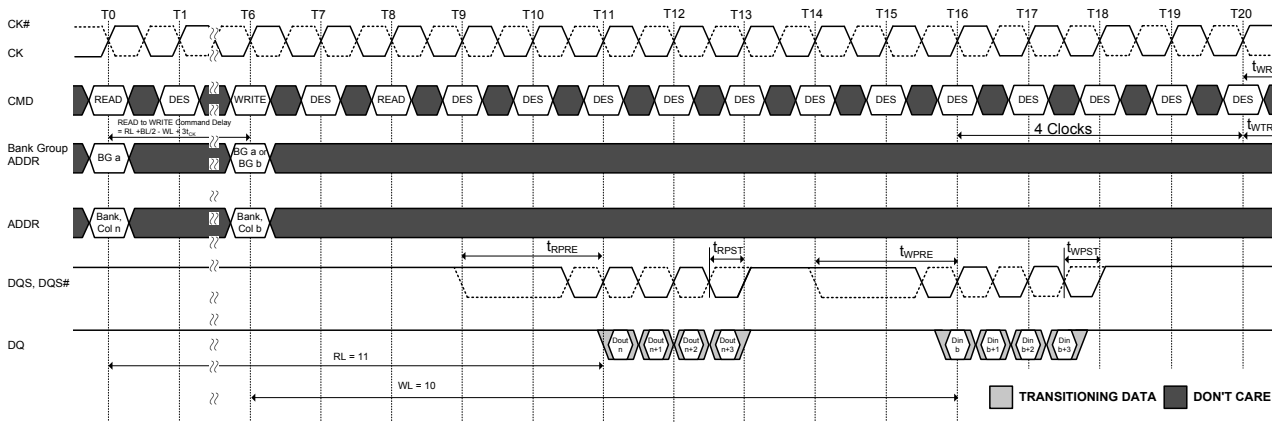 T0 T1 T6 T7 T8 T9 T10 T11 T12 T13 T14 T15 T16 T17 T18 T19 T20
CK#
CK
tWR
CMD READ DES WRITE DES READ DES DES DES DES DES DES DES DES DES DES DES DES
READ to WRITE Command Delay
= RL +BL/2 - WL + 3tCK
4 Clocks
tWTR
Bank Group
ADDR
BG a
BG a or
BG b
ADDR
Bank,
Col n
Bank,
Col b
tRPRE tRPST tWPRE tWPST
DQS, DQS#
DQ
Dout
n
Dout
n+1
Dout
n+2
Dout
n+3
Din
b
Din
b+1
Din
b+2
Din
b+3
RL = 11
WL = 10
TRANSITIONING DATA DON'T CARE